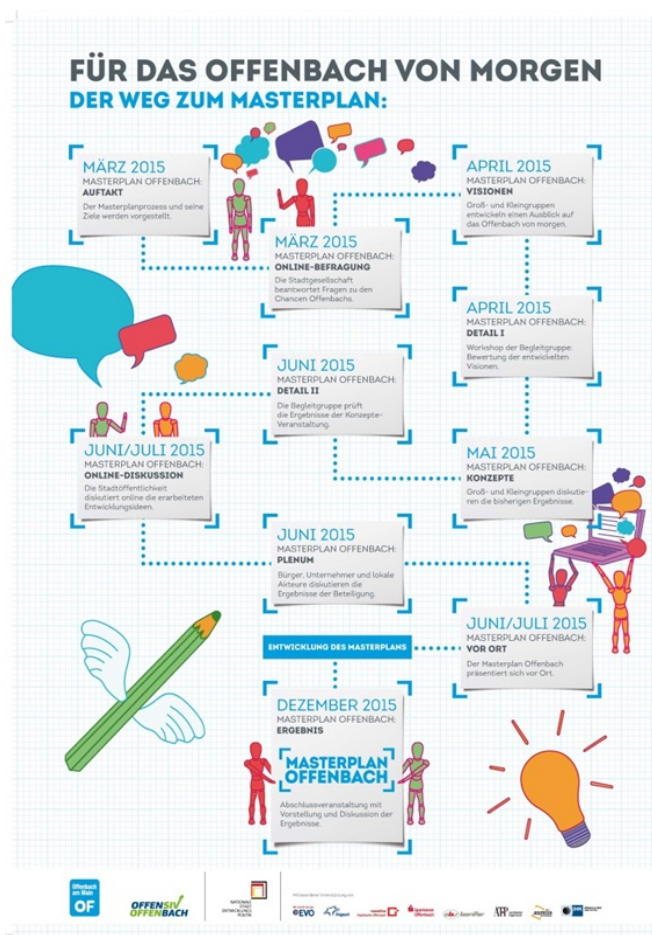 FÜR DAS OFFENBACH VON MORGEN
DER WEG ZUM MASTERPLAN:
MÄRZ 2015
MASTERPLAN OFFENBACH:
AUFTAKT
Der Masterplanprozess und seine
Ziele werden vorgestellt.
MÄRZ 2015
MASTERPLAN OFFENBACH:
ONLINE-BEFRAGUNG
Die Stadtgesellschaft
beantwortet Fragen zu den
Chancen Offenbachs.
APRIL 2015
MASTERPLAN OFFENBACH:
VISIONEN
Groß- und Kleingruppen
entwickeln einen Ausblick auf
das Offenbach von morgen.
APRIL 2015
MASTERPLAN OFFENBACH:
DETAIL I
Workshop der Begleitgruppe:
Bewertung der entwickelten
Visionen.
MAI 2015
MASTERPLAN OFFENBACH:
KONZEPTE
Groß- und Kleingruppen diskutie-
ren die bisherigen Ergebnisse.
JUNI 2015
MASTERPLAN OFFENBACH:
DETAIL II
Die Begleitgruppe prüft
die Ergebnisse der Konzepte-
Veranstaltung.
JUNI/JULI 2015
MASTERPLAN OFFENBACH:
ONLINE-DISKUSSION
Die Stadtöffentlichkeit
diskutiert online die erarbeiteten
Entwicklungsideen.
JUNI 2015
MASTERPLAN OFFENBACH:
PLENUM
Bürger, Unternehmer und lokale
Akteure diskutieren die
Ergebnisse der Beteiligung.
JUNI/JULI 2015
MASTERPLAN OFFENBACH:
VOR ORT
Der Masterplan Offenbach
präsentiert sich vor Ort.
ENTWICKLUNG DES MASTERPLANS
DEZEMBER 2015
MASTERPLAN OFFENBACH:
ERGEBNIS
MASTERPLAN
OFFENBACH
Abschlussveranstaltung mit
Vorstellung und Diskussion der
Ergebnisse.
Offenbach
am Main
OF
OFFENSIV
OFFENBACH
NATIONALE
STADT
ENTWICKLUNGS
POLITIK
EVO
Sparkasse
Offenbach
IHK